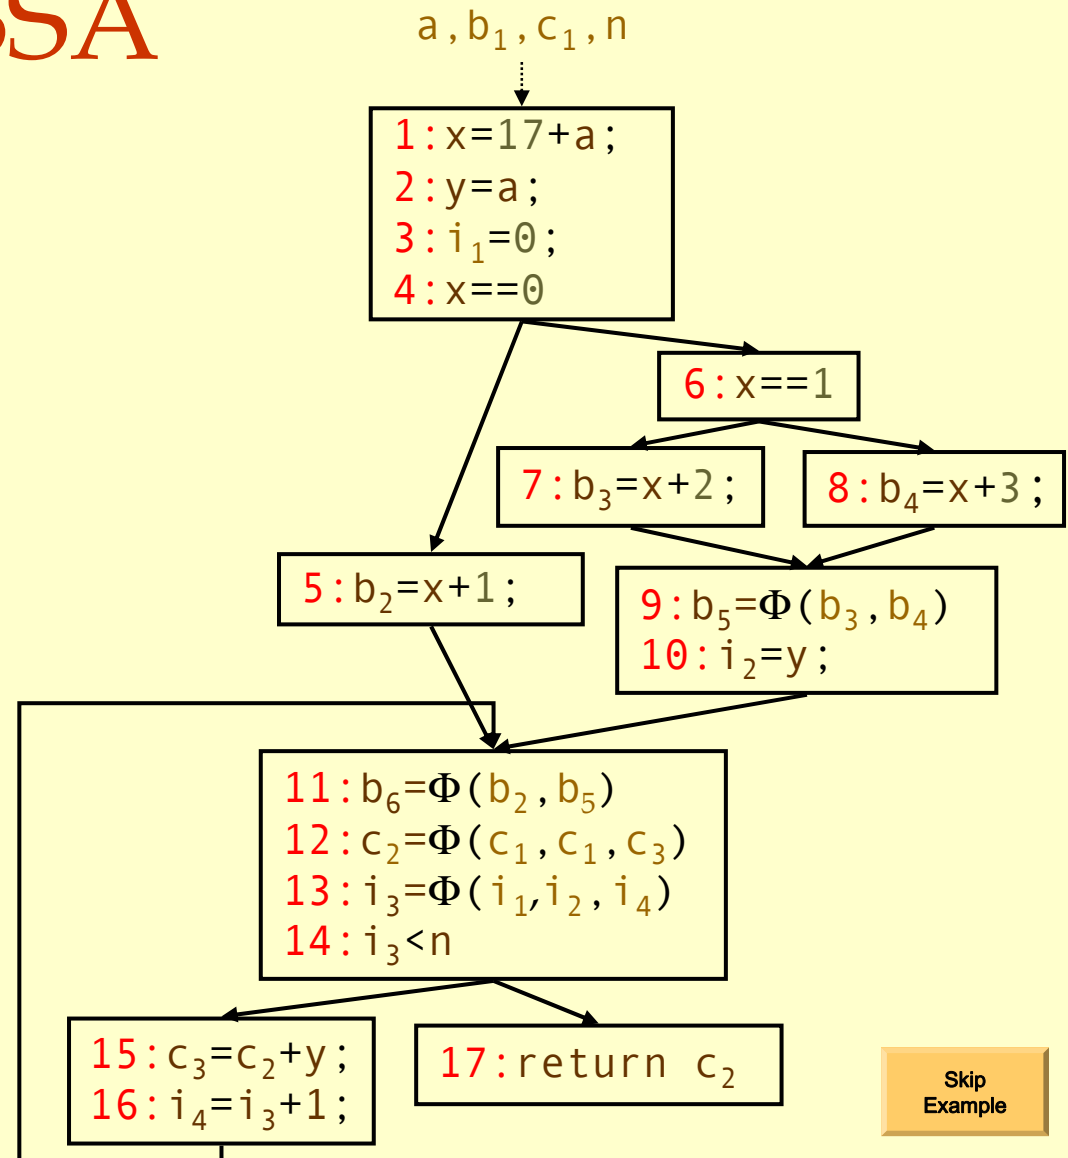 SSA
a,b₁,c₁,n
1:x=17+a;
2:y=a;
3:i₁=0;
4:x==0
6:x==1
7:b₃=x+2;
8:b₄=x+3;
5:b₂=x+1;
9:b₅=Φ(b₃,b₄)
10:i₂=y;
11:b₆=Φ(b₂,b₅)
12:c₂=Φ(c₁,c₁,c₃)
13:i₃=Φ(i₁,i₂,i₄)
14:i₃<n
15:c₃=c₂+y;
16:i₄=i₃+1;
17:return c₂
Skip
Example